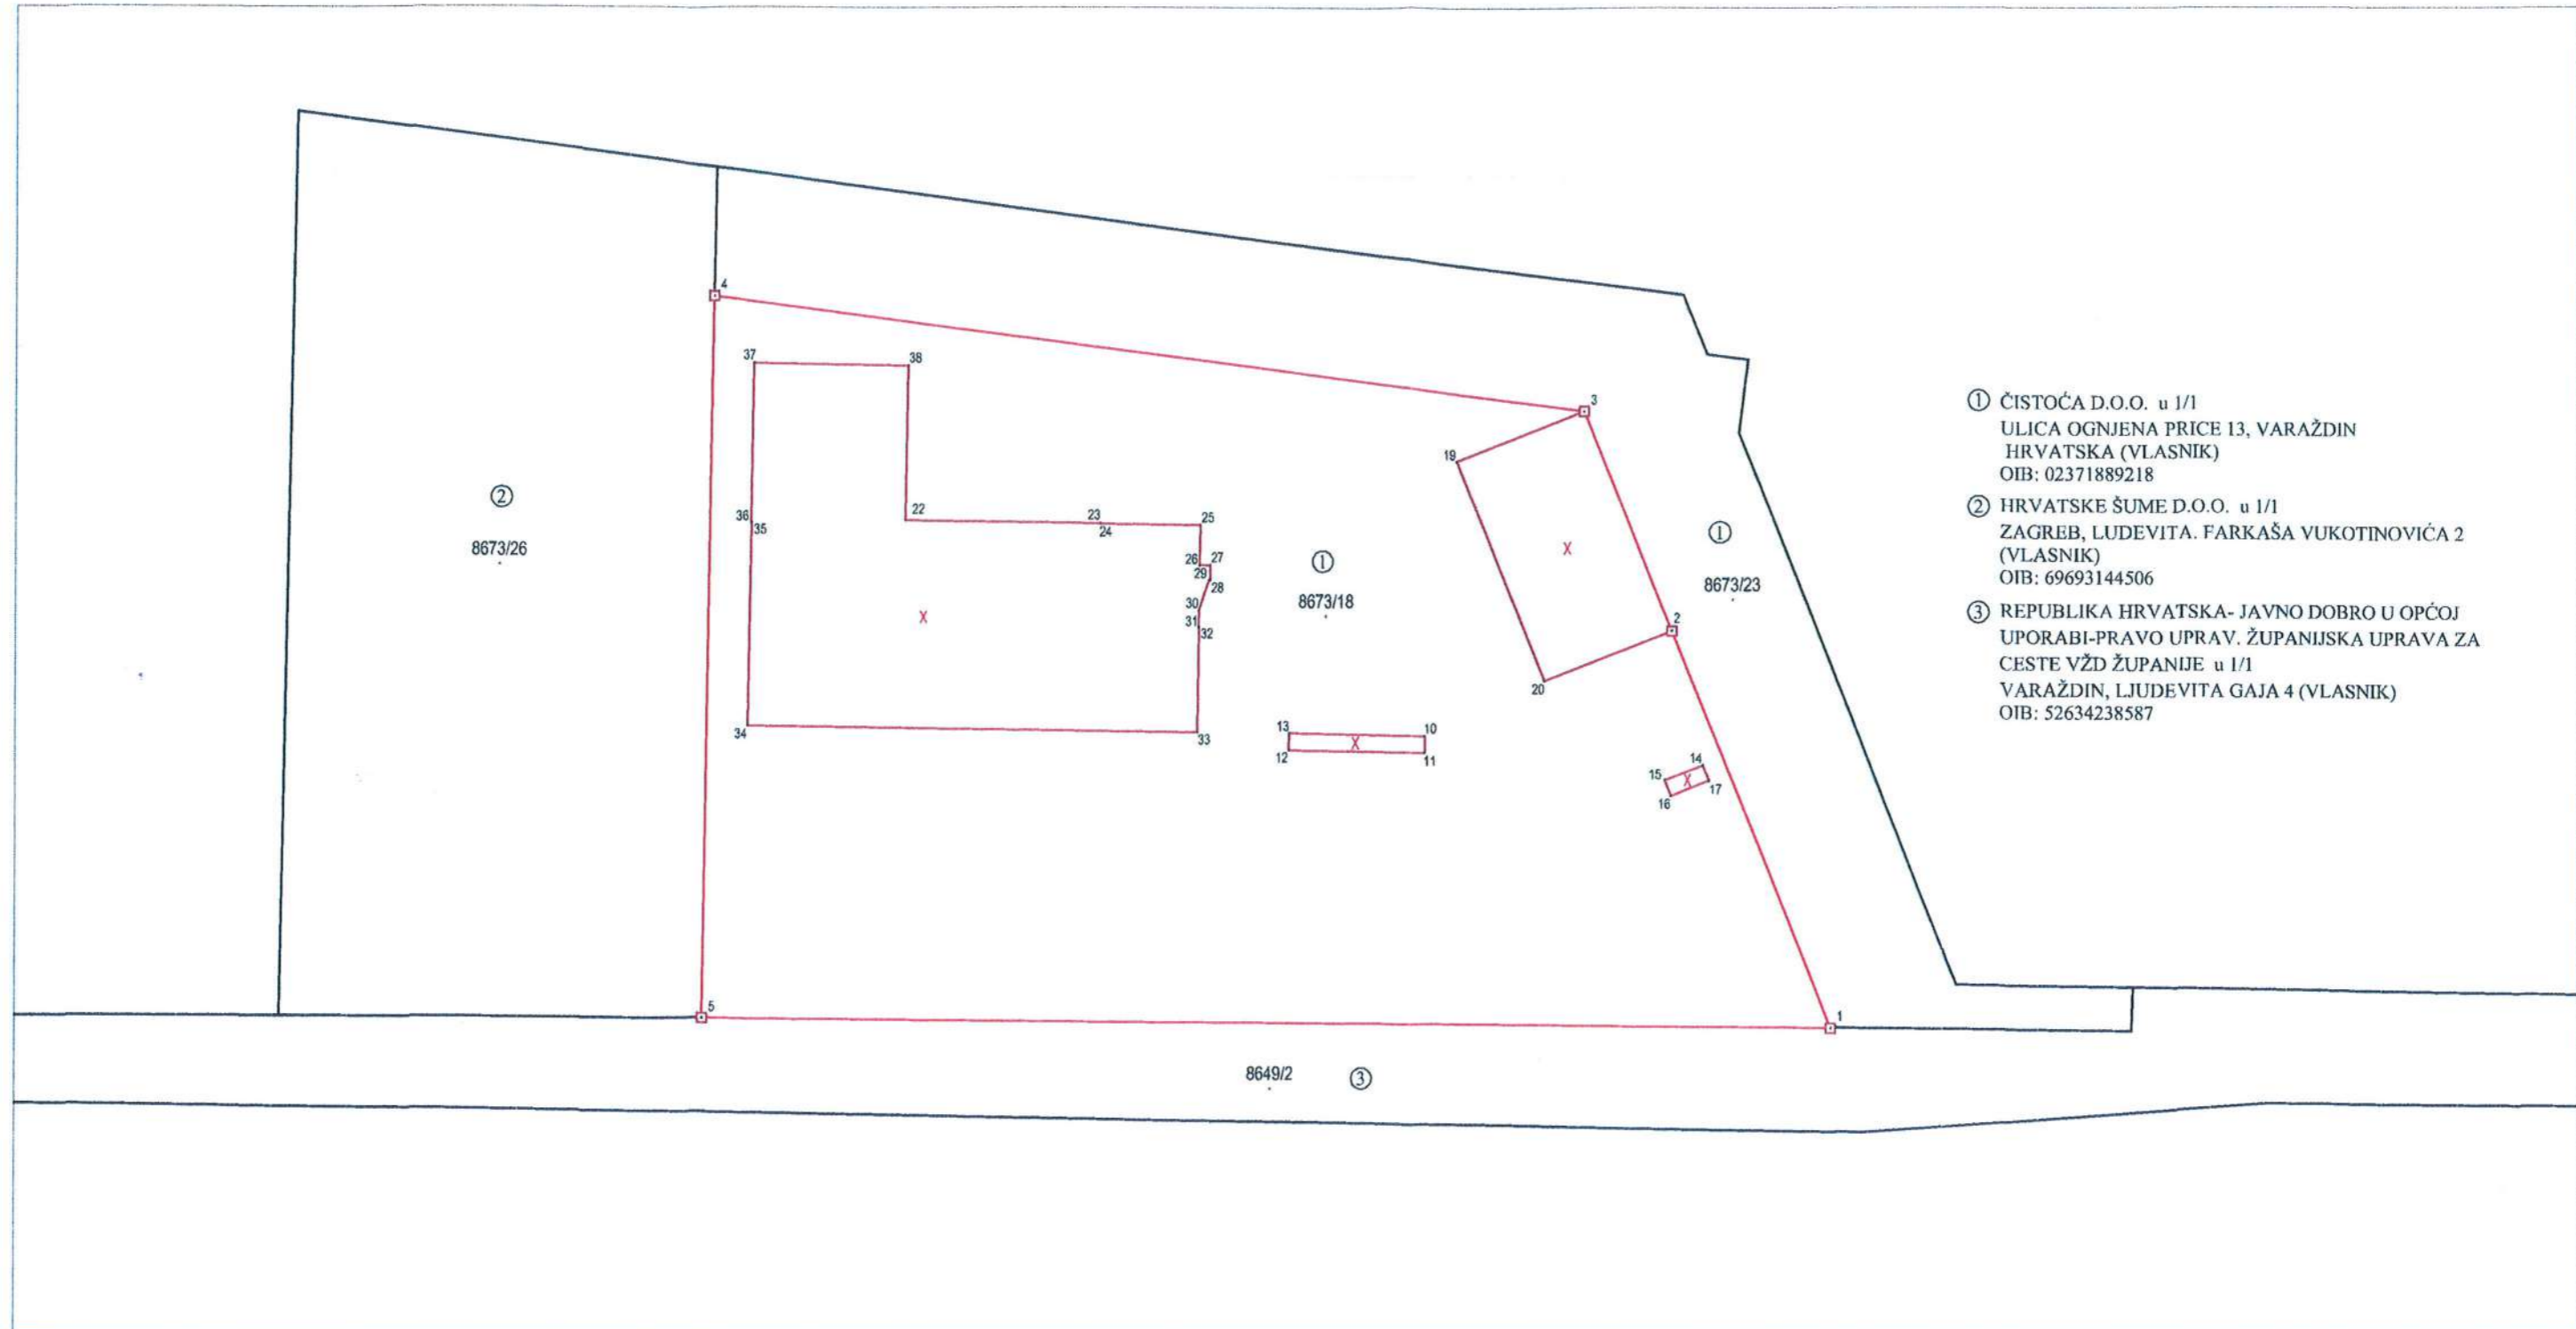 4
37
38
3
① ČISTOĆA D.O.O. u 1/1
ULICA OGNJENA PRICE 13, VARAŽDIN
HRVATSKA (VLASNIK)
OIB: 02371889218
② HRVATSKE ŠUME D.O.O. u 1/1
ZAGREB, LUDEVITA. FARKAŠA VUKOTINOVIĆA 2
(VLASNIK)
OIB: 69693144506
③ REPUBLIKA HRVATSKA- JAVNO DOBRO U OPĆOJ
UPORABI-PRAVO UPRAV. ŽUPANIJSKA UPRAVA ZA
CESTE VŽD ŽUPANIJE u 1/1
VARAŽDIN, LJUDEVITA GAJA 4 (VLASNIK)
OIB: 52634238587
19
②
8673/26
36
35
22
23
24
25
26
27
29
28
30
31
32
X
①
8673/18
X
①
8673/23
2
20
34
33
13
10
X
12
11
14
15
X
17
16
5
1
8649/2
③